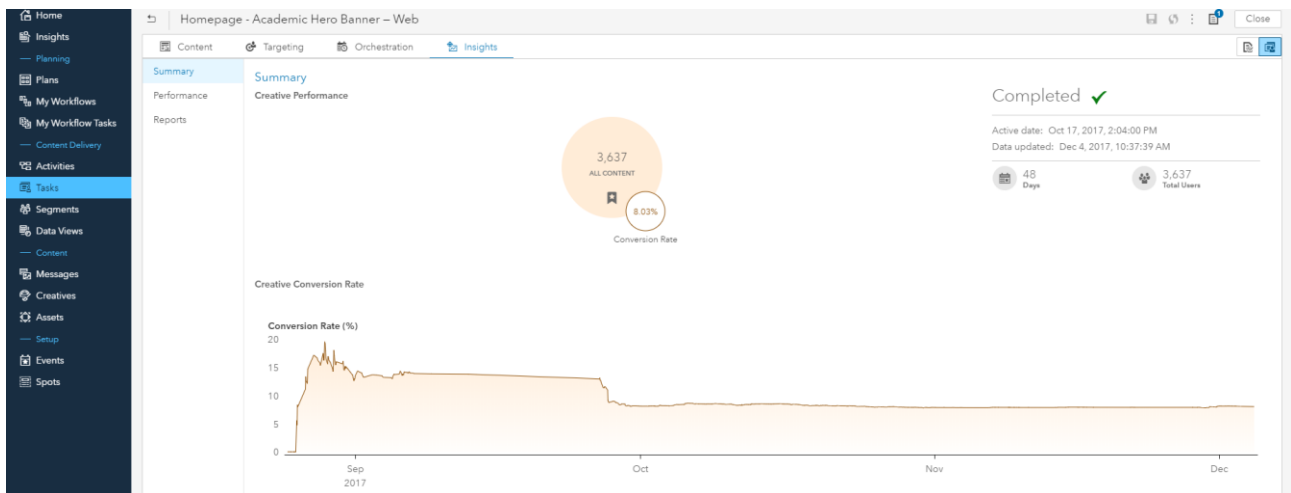 Home
Insights
Planning
Plans
My Workflows
My Workflow Tasks
Content Delivery
Activities
Tasks
Segments
Data Views
Content
Messages
Creatives
Assets
Setup
Events
Spots
Homepage - Academic Hero Banner – Web
1
Close
Content Targeting Orchestration Insights
Summary
Performance
Reports
Summary
Creative Performance
3,637
ALL CONTENT
8.03%
Conversion Rate
Completed
Active date: Oct 17, 2017, 2:04:00 PM
Data updated: Dec 4, 2017, 10:37:39 AM
48
Days
3,637
Total Users
Creative Conversion Rate
Conversion Rate (%)
20
15
10
5
0
Sep Oct Nov Dec
2017